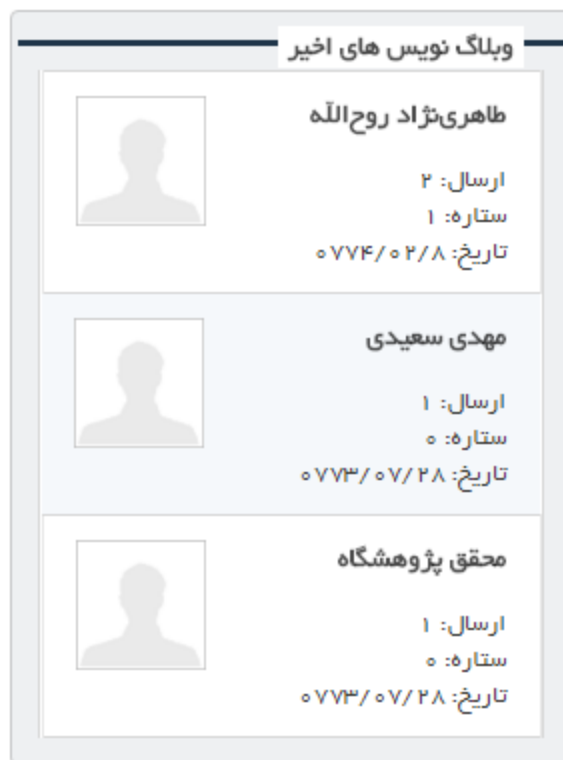 وبلاگ نویس های اخیر
طاهری‌نژاد روح‌اللّه
ارسال: ۲
ستاره: ۱
تاریخ: ۰۷۷۴/۰۲/۸
مهدی سعیدی
ارسال: ۱
ستاره: ۰
تاریخ: ۰۷۷۳/۰۷/۲۸
محقق پژوهشگاه
ارسال: ۱
ستاره: ۰
تاریخ: ۰۷۷۳/۰۷/۲۸